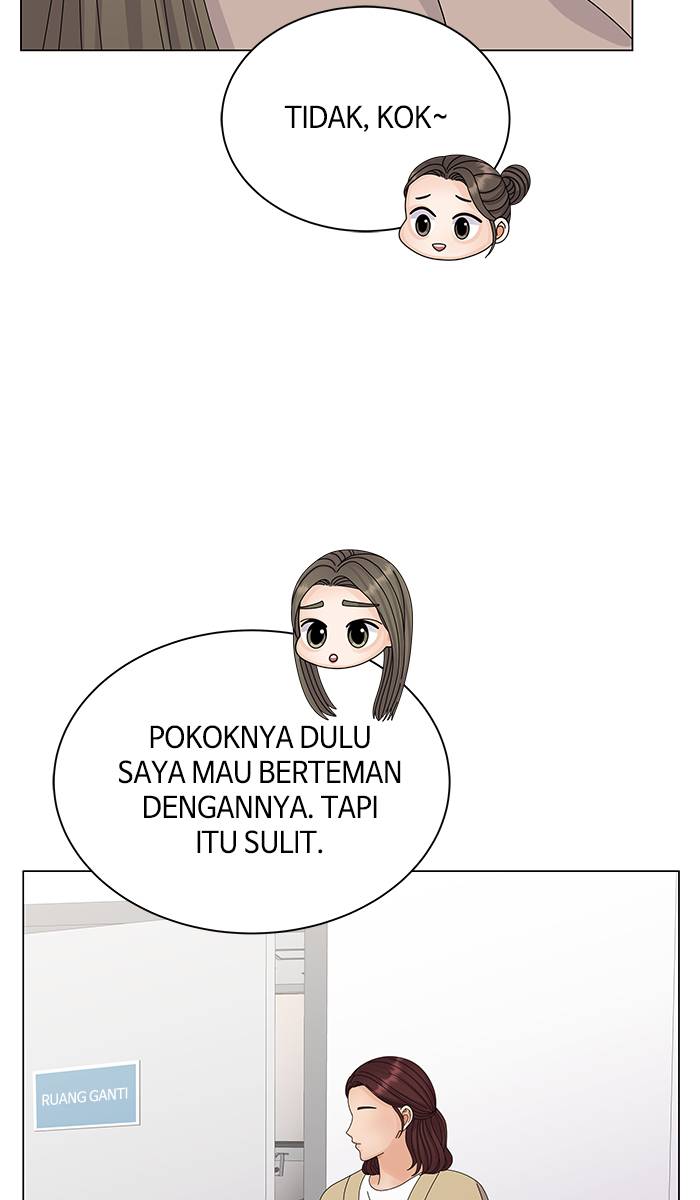 TIDAK, KOK~
POKOKNYA DULU
SAYA MAU BERTEMAN
DENGANNYA. TAPI
ITU SULIT.
RUANG GANTI